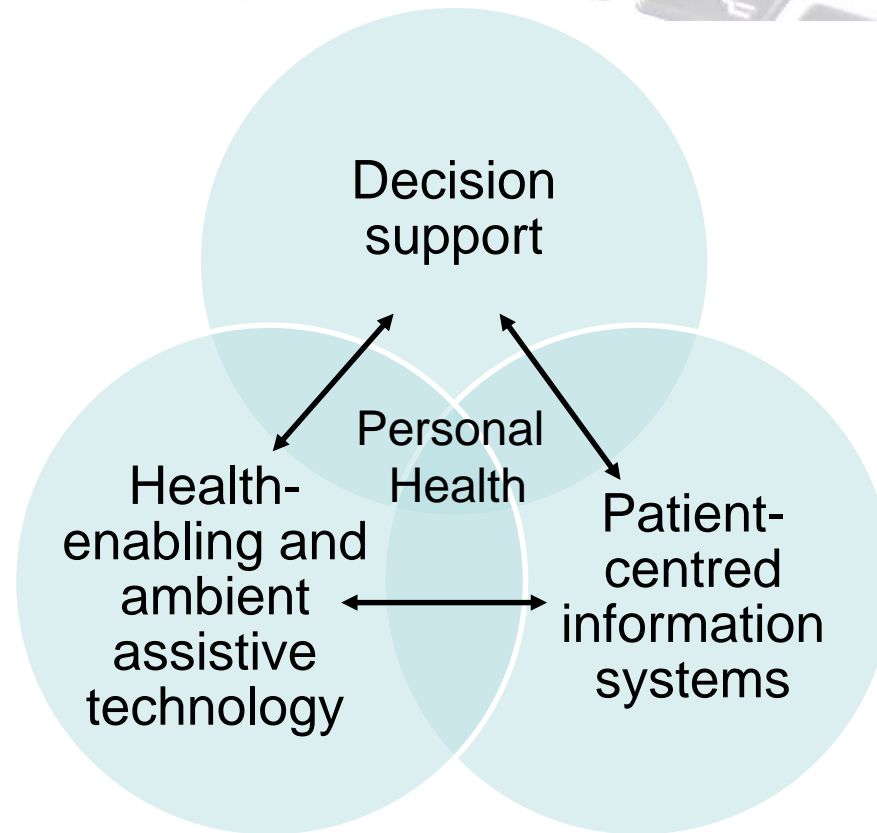 Decision
support
Personal
Health
Health-
enabling and
ambient
assistive
technology
Patient-
centred
information
systems